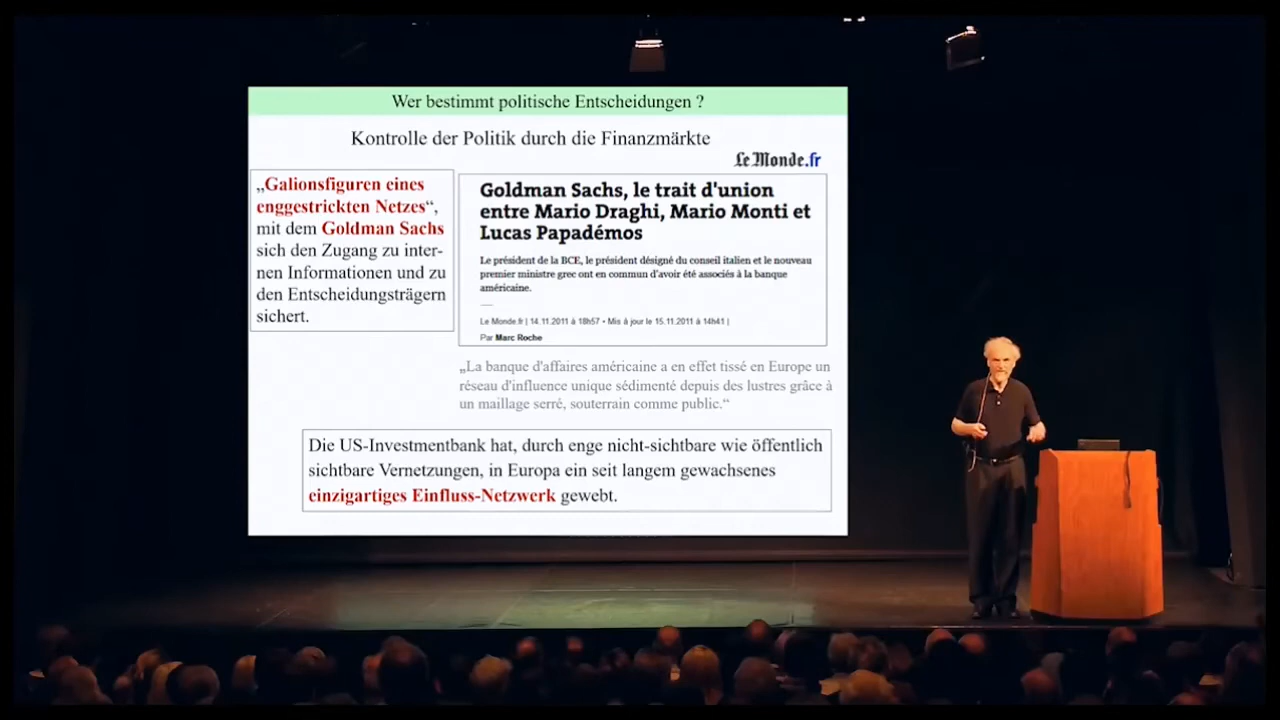 Wer bestimmt politische Entscheidungen ?
Kontrolle der Politik durch die Finanzmärkte
Le Monde.fr
„Galionsfiguren eines
enggestrickten Netzes“,
mit dem Goldman Sachs
sich den Zugang zu inter-
nen Informationen und zu
den Entscheidungsträgern
sichert.
Goldman Sachs, le trait d'union
entre Mario Draghi, Mario Monti et
Lucas Papadémos
Le président de la BCE, le président désigné du conseil italien et le nouveau
premier ministre grec ont en commun d'avoir été associés à la banque
américaine.
Le Monde.fr | 14.11.2011 à 18h57 • Mis à jour le 15.11.2011 à 14h41 |
Par Marc Roche
„La banque d'affaires américaine a en effet tissé en Europe un
réseau d'influence unique sédimenté depuis des lustres grâce à
un maillage serré, souterrain comme public.“
Die US-Investmentbank hat, durch enge nicht-sichtbare wie öffentlich
sichtbare Vernetzungen, in Europa ein seit langem gewachsenes
einzigartiges Einfluss-Netzwerk gewebt.